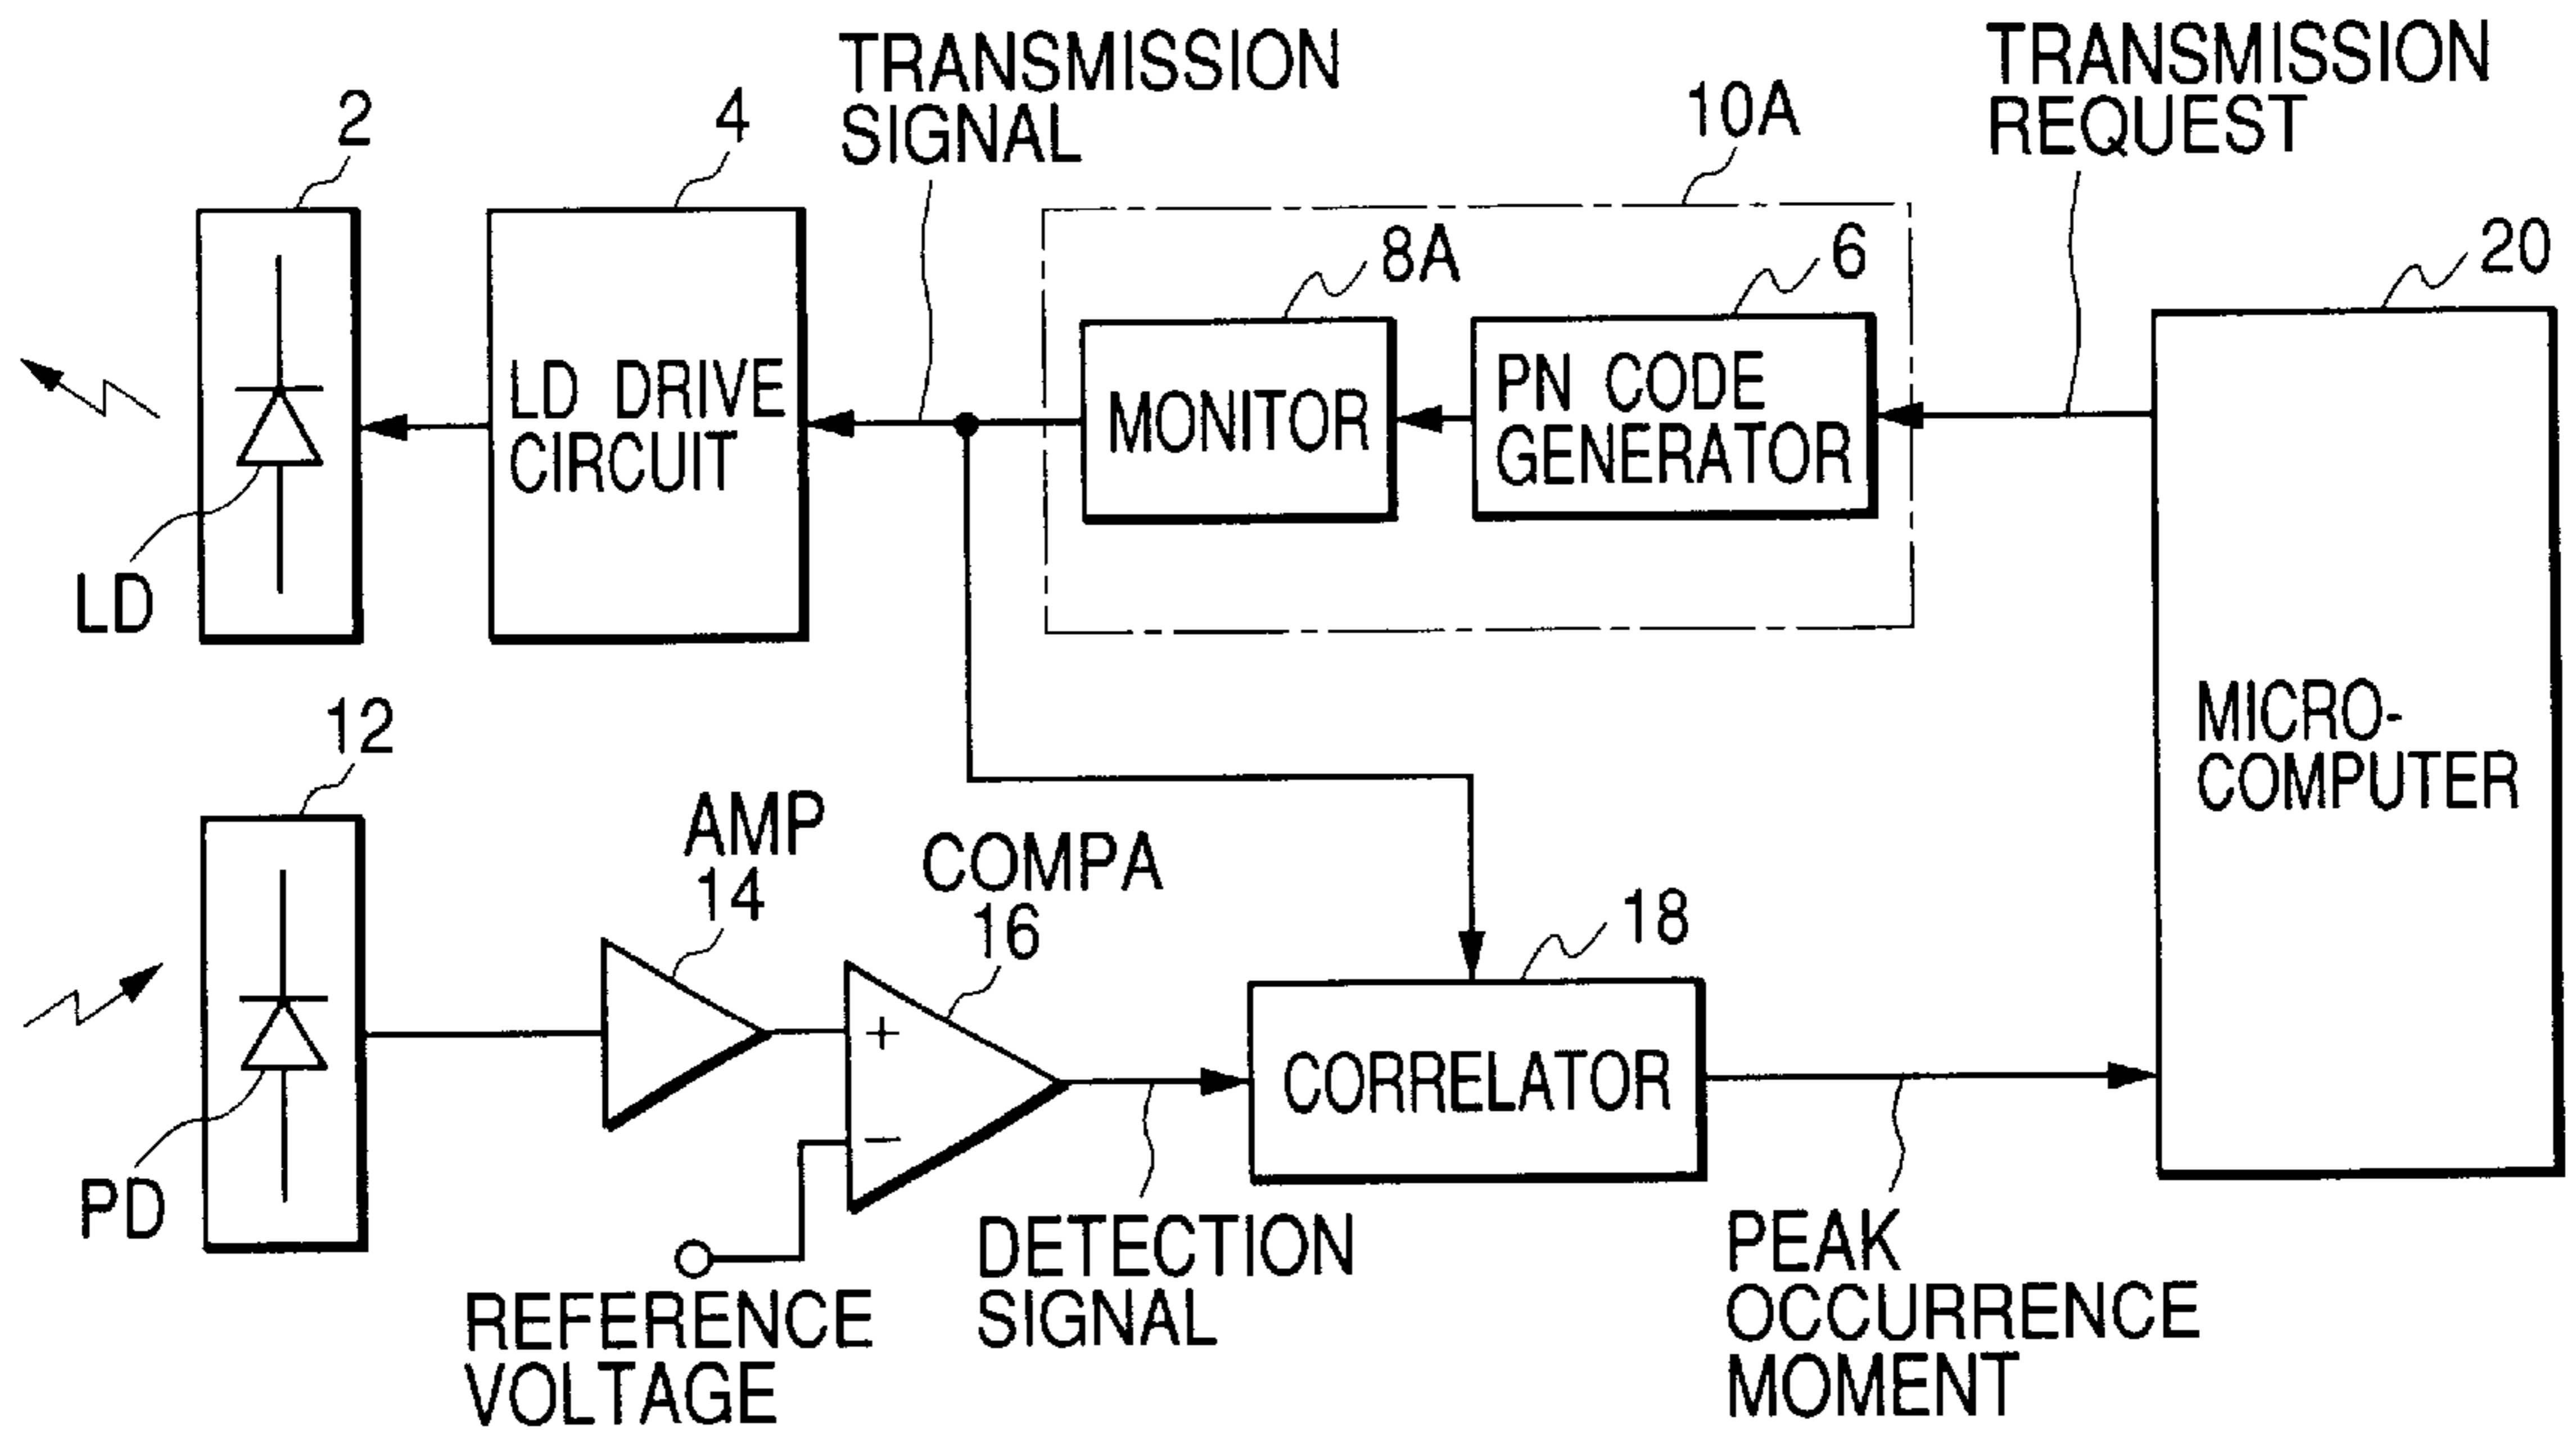 TRANSMISSION
SIGNAL
TRANSMISSION
REQUEST
2
4
10A
8A
6
20
LD DRIVE
CIRCUIT
MONITOR
PN CODE
GENERATOR
LD
MICRO-
COMPUTER
12
AMP
14
COMPA
16
18
+
−
CORRELATOR
PD
REFERENCE
VOLTAGE
DETECTION
SIGNAL
PEAK
OCCURRENCE
MOMENT